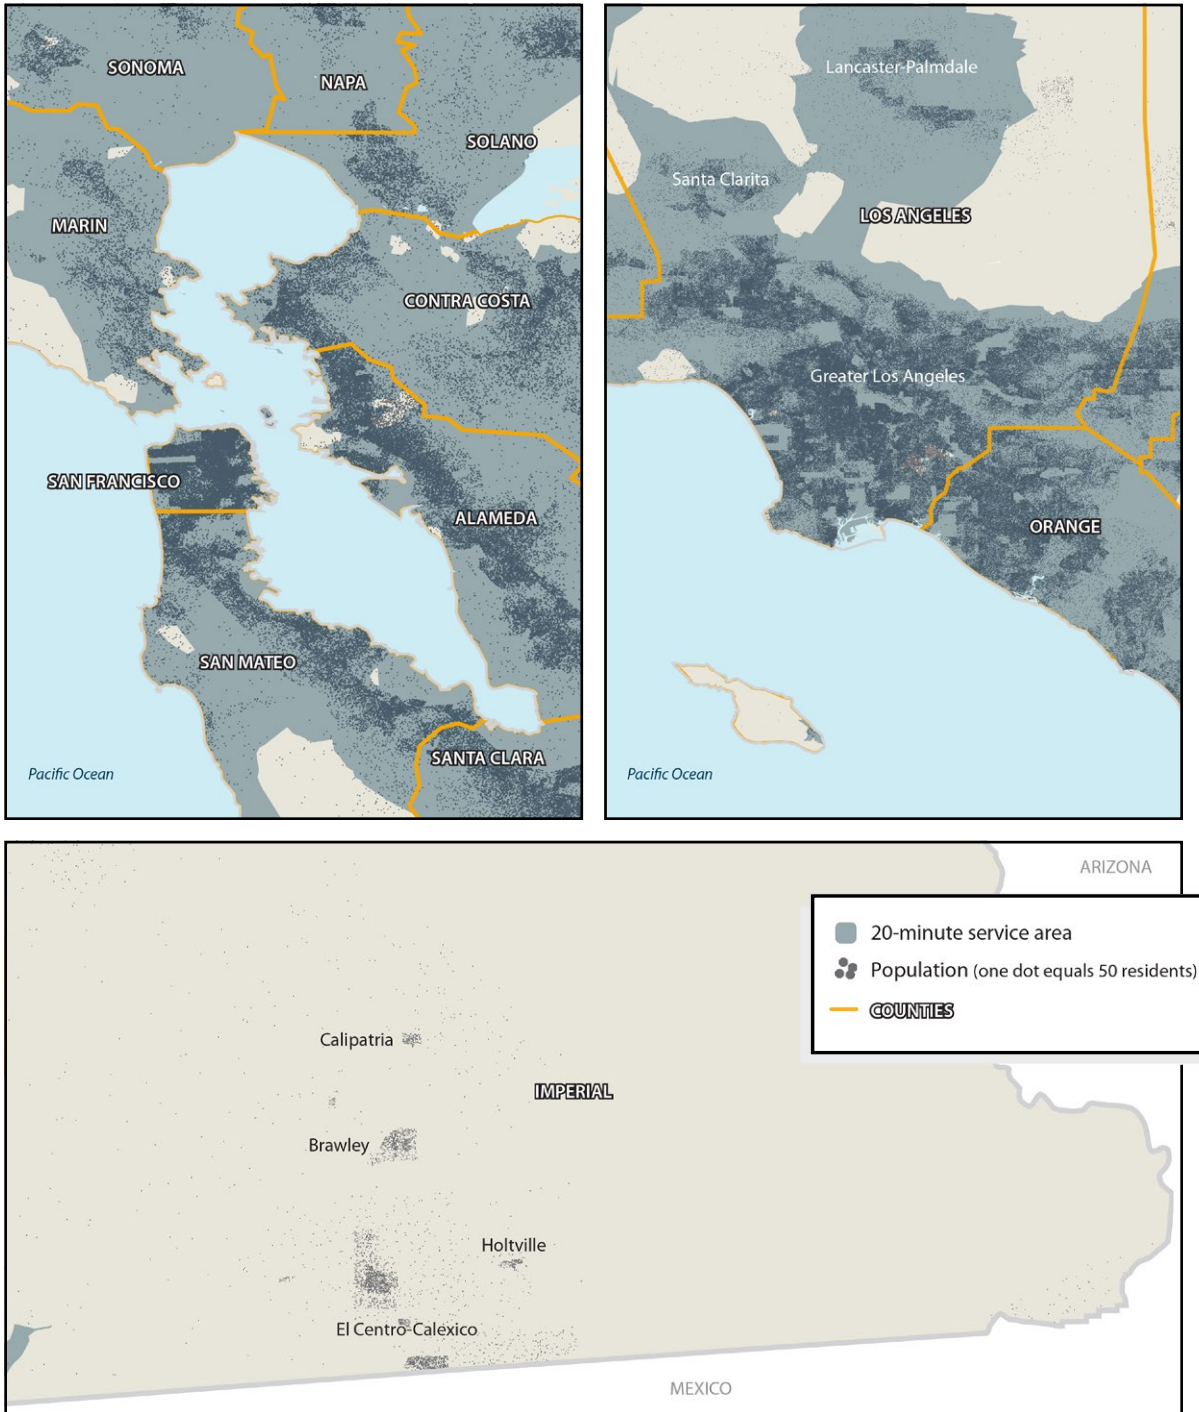 SONOMA
NAPA
SOLANO
MARIN
CONTRA COSTA
SAN FRANCISCO
ALAMEDA
SAN MATEO
SANTA CLARA
Pacific Ocean
Lancaster-Palmdale
Santa Clarita
LOS ANGELES
Greater Los Angeles
ORANGE
Pacific Ocean
ARIZONA
20-minute service area
Population (one dot equals 50 residents)
COUNTIES
Calipatria
IMPERIAL
Brawley
Holtville
El Centro-Calexico
MEXICO